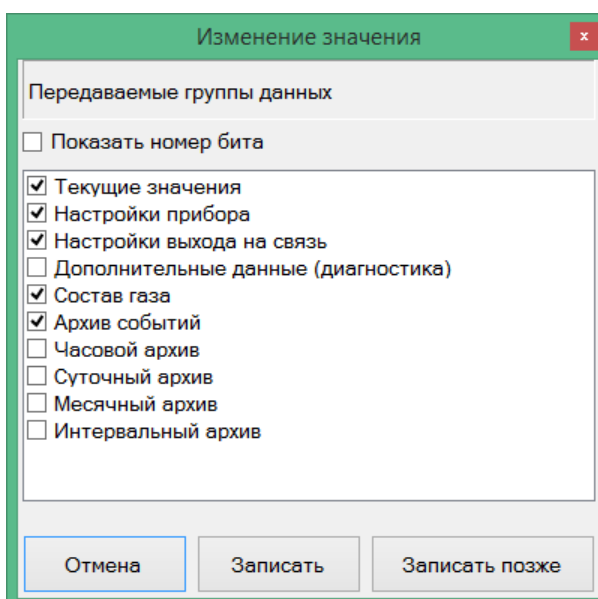 Изменение значения
x
Передаваемые группы данных
Показать номер бита
Текущие значения
Настройки прибора
Настройки выхода на связь
Дополнительные данные (диагностика)
Состав газа
Архив событий
Часовой архив
Суточный архив
Месячный архив
Интервальный архив
Отмена Записать Записать позже